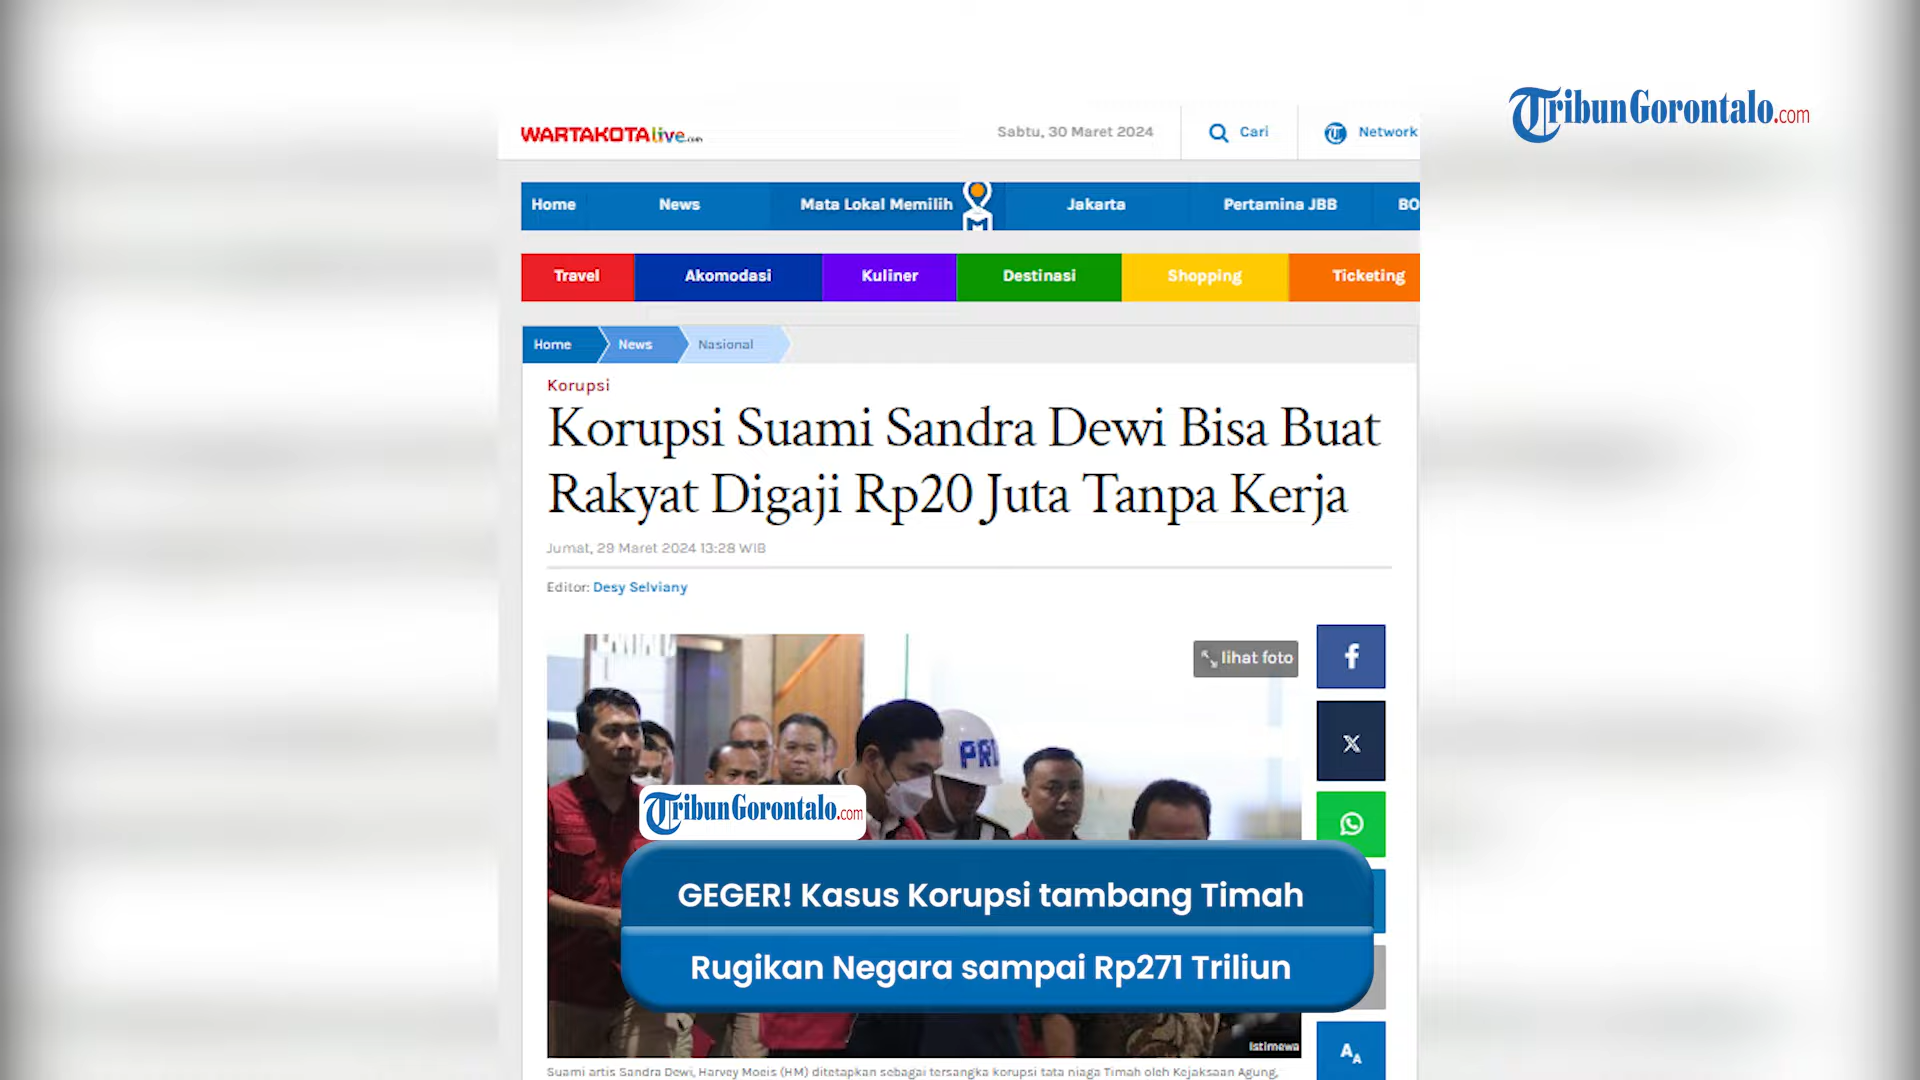 TribunGorontalo.com
WARTAKOTAlive.com
Sabtu, 30 Maret 2024
Cari
Network
Home
News
Mata Lokal Memilih
Jakarta
Pertamina JBB
BO
Travel
Akomodasi
Kuliner
Destinasi
Shopping
Ticketing
Home
News
Nasional
Korupsi
Korupsi Suami Sandra Dewi Bisa Buat
Rakyat Digaji Rp20 Juta Tanpa Kerja
Jumat, 29 Maret 2024 13:28 WIB
Editor: Desy Selviany
lihat foto
TribunGorontalo.com
GEGER! Kasus Korupsi tambang Timah
Rugikan Negara sampai Rp271 Triliun
Istimewa
AA
Suami artis Sandra Dewi, Harvey Moeis (HM) ditetapkan sebagai tersangka korupsi tata niaga Timah oleh Kejaksaan Agung,